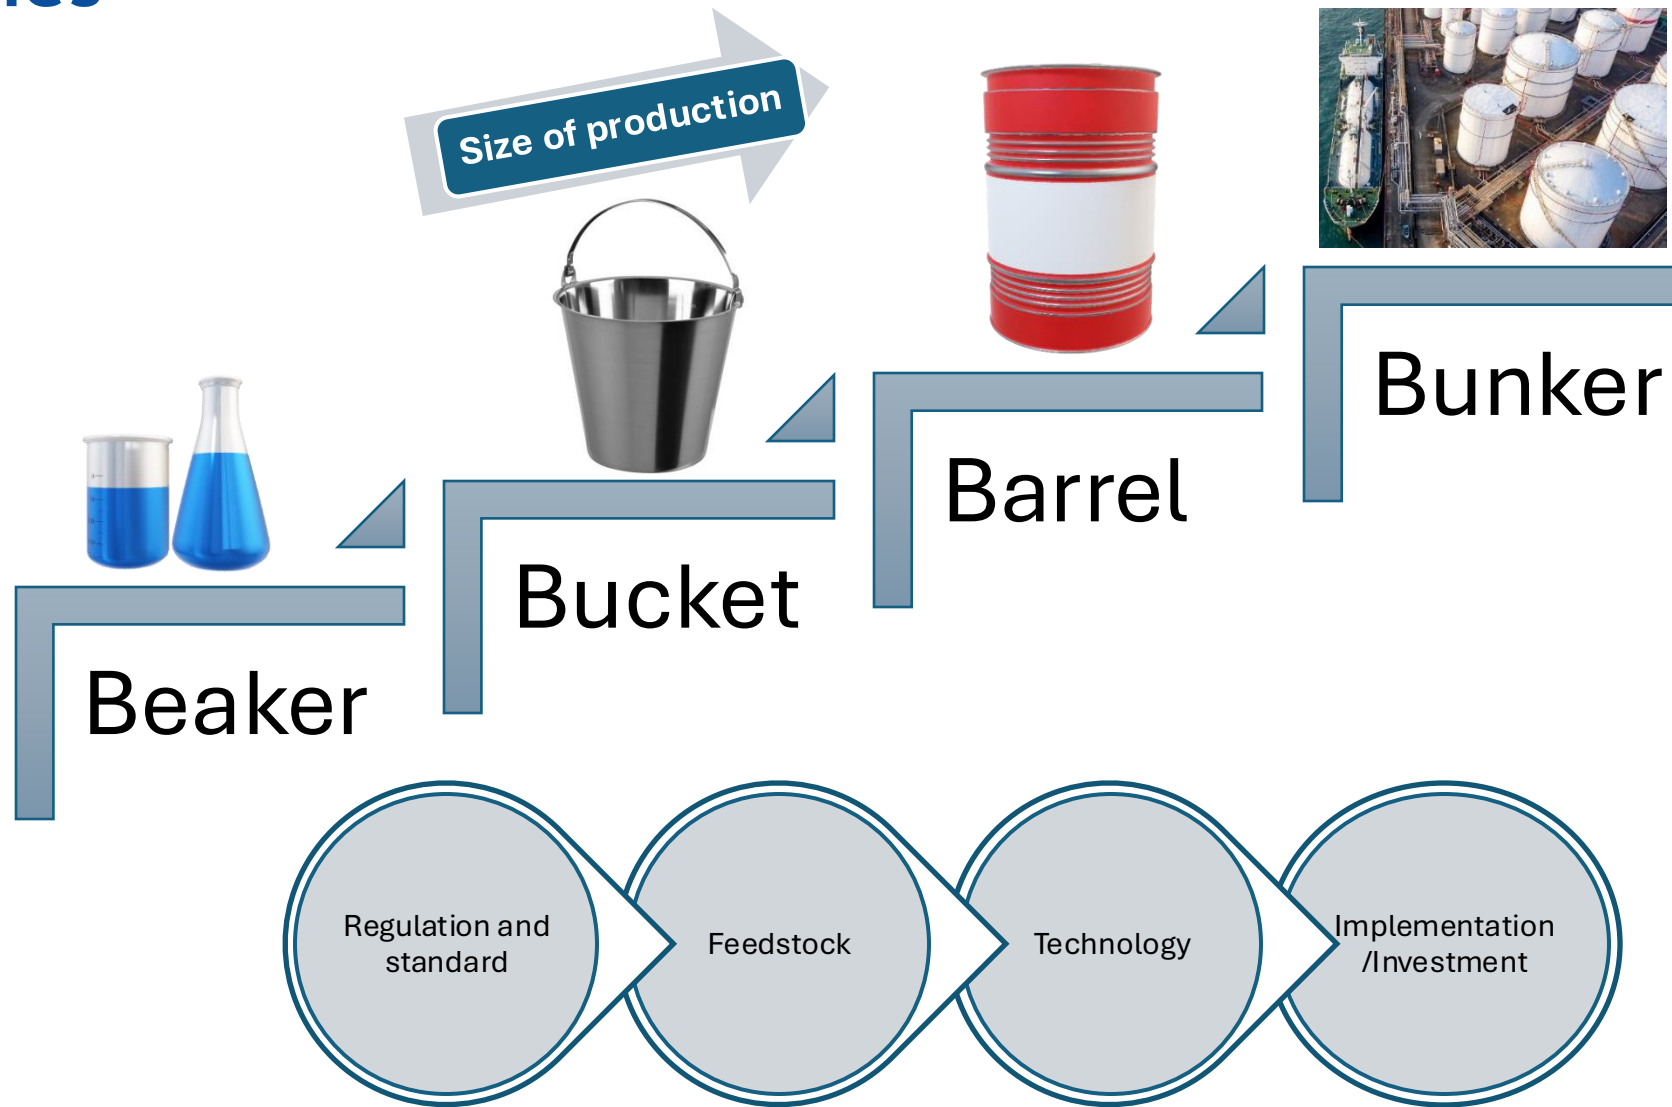 Size of production
Bunker
Barrel
Bucket
Beaker
Regulation and
standard
Feedstock
Technology
Implementation
/Investment